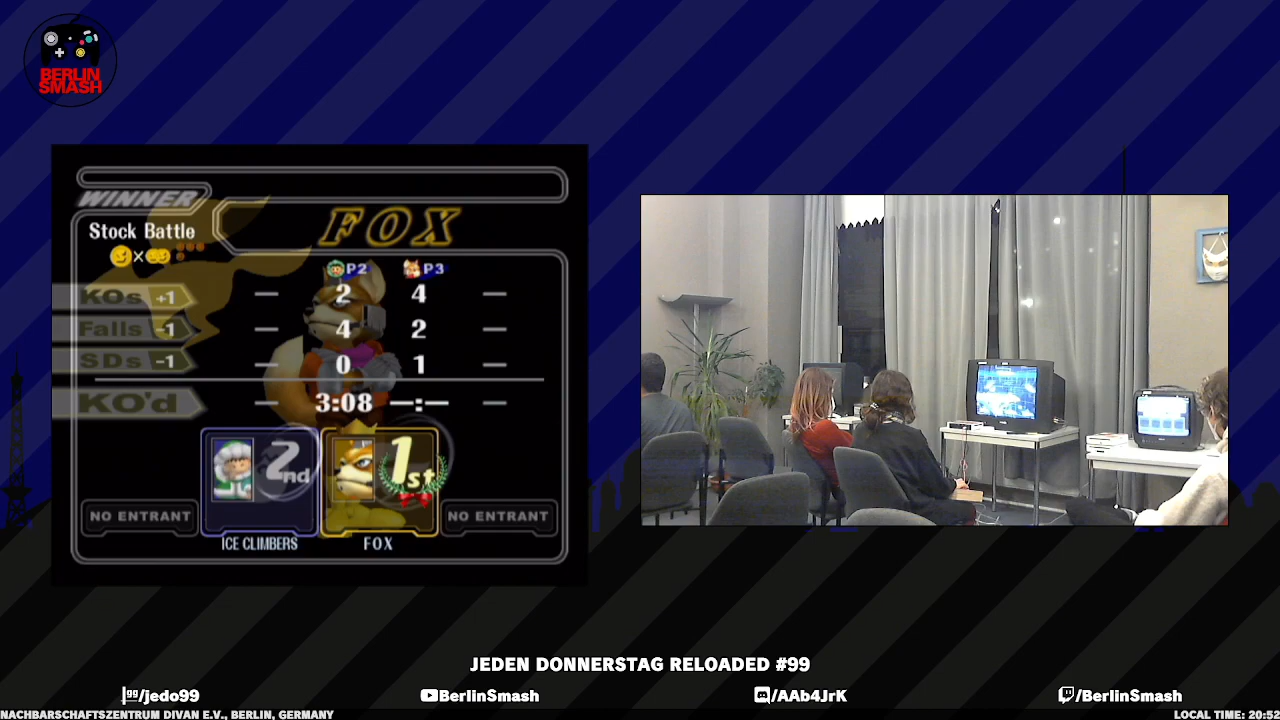 BERLIN
SMASH
WINNER
FOX
Stock Battle
P2 P3
KOs +1 — 2 4 —
Falls -1 — 4 2 —
SDs -1 — 0 1 —
KO'd — 3:08 —:— —
2nd
1st
NO ENTRANT
NO ENTRANT
ICE CLIMBERS
FOX
JEDEN DONNERSTAG RELOADED #99
gg/jedo99
BerlinSmash
/AAb4JrK
/BerlinSmash
NACHBARSCHAFTSZENTRUM DIVAN E.V., BERLIN, GERMANY
LOCAL TIME: 20:52